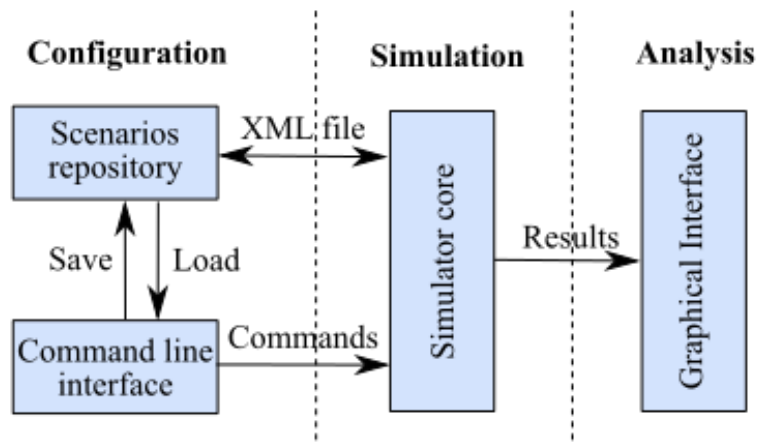 Configuration
Simulation
Analysis
Scenarios
repository
XML file
Save
Load
Command line
interface
Commands
Simulator core
Results
Graphical Interface